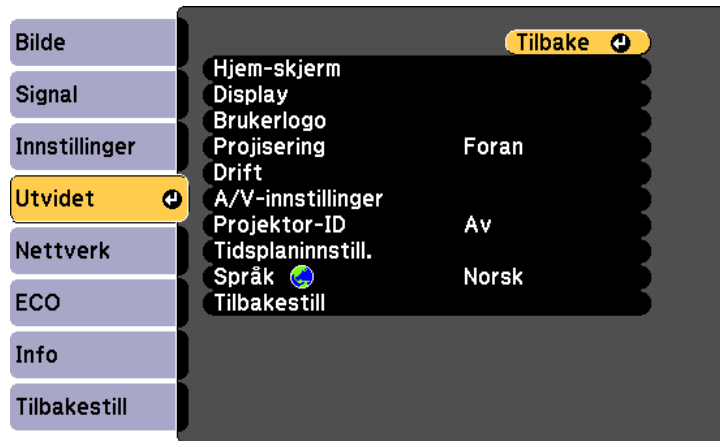 Bilde
Signal
Innstillinger
Utvidet
Nettverk
ECO
Info
Tilbakestill
Tilbake
Hjem-skjerm
Display
Brukerlogo
Projisering Foran
Drift
A/V-innstillinger
Projektor-ID Av
Tidsplaninnstill.
Språk Norsk
Tilbakestill